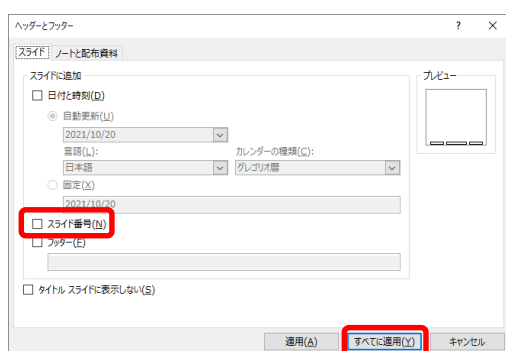 ヘッダーとフッター ? ×
スライド ノートと配布資料
スライドに追加 プレビュー
日付と時刻(D)
自動更新(U)
2021/10/20
言語(L): カレンダーの種類(C):
日本語 グレゴリオ暦
固定(X)
2021/10/20
スライド番号(N)
フッター(F)
タイトル スライドに表示しない(S)
適用(A) すべてに適用(Y) キャンセル